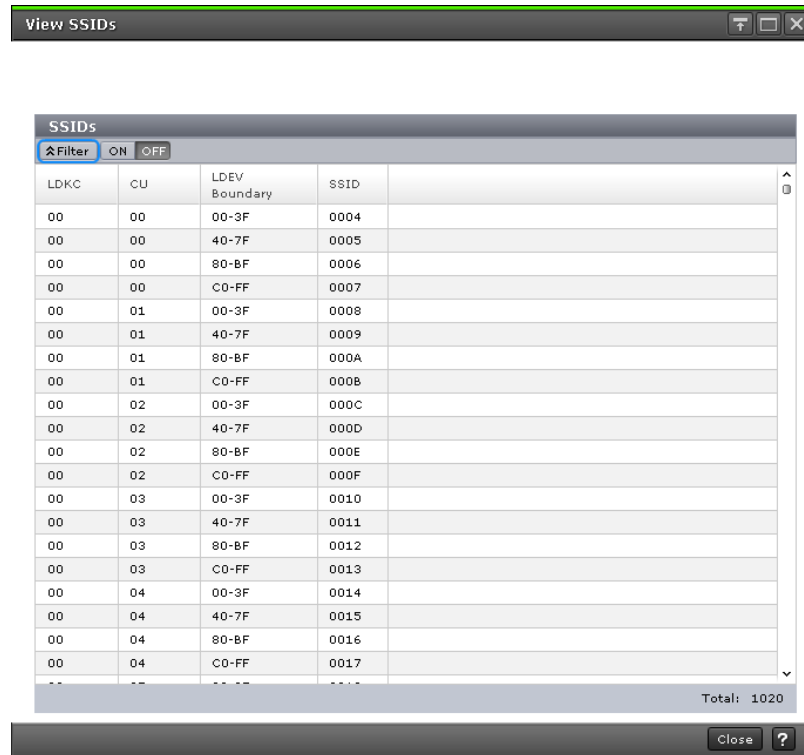 View SSIDs
SSIDs
Filter ON OFF
LDKC CU LDEV Boundary SSID
00 00 00-3F 0004
00 00 40-7F 0005
00 00 80-BF 0006
00 00 C0-FF 0007
00 01 00-3F 0008
00 01 40-7F 0009
00 01 80-BF 000A
00 01 C0-FF 000B
00 02 00-3F 000C
00 02 40-7F 000D
00 02 80-BF 000E
00 02 C0-FF 000F
00 03 00-3F 0010
00 03 40-7F 0011
00 03 80-BF 0012
00 03 C0-FF 0013
00 04 00-3F 0014
00 04 40-7F 0015
00 04 80-BF 0016
00 04 C0-FF 0017
Total: 1020
Close ?